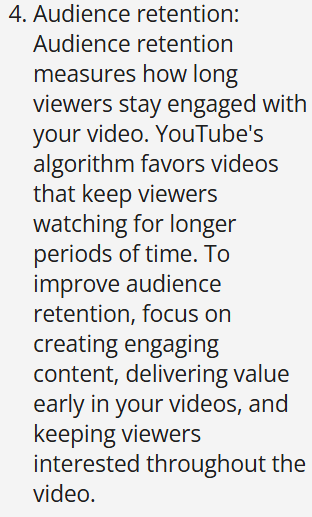 4. Audience retention:
Audience retention
measures how long
viewers stay engaged with
your video. YouTube's
algorithm favors videos
that keep viewers
watching for longer
periods of time. To
improve audience
retention, focus on
creating engaging
content, delivering value
early in your videos, and
keeping viewers
interested throughout the
video.